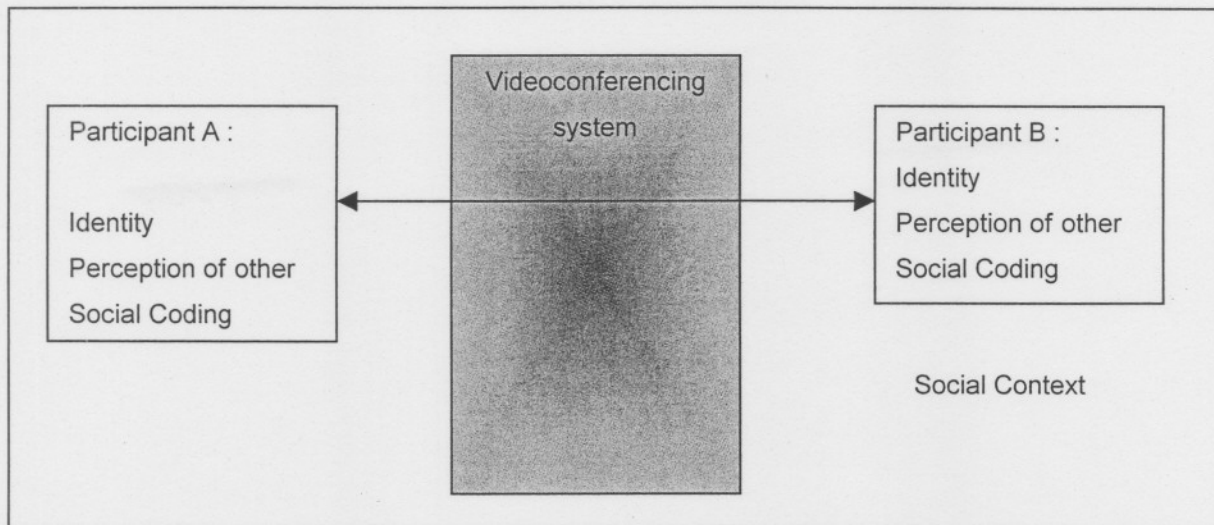 Videoconferencing
system
Participant A :
Identity
Perception of other
Social Coding
Participant B :
Identity
Perception of other
Social Coding
Social Context